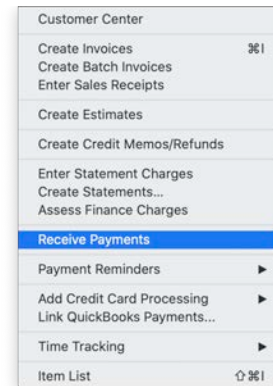 Customer Center
Create Invoices ⌘I
Create Batch Invoices
Enter Sales Receipts
Create Estimates
Create Credit Memos/Refunds
Enter Statement Charges
Create Statements...
Assess Finance Charges
Receive Payments
Payment Reminders ▶
Add Credit Card Processing ▶
Link QuickBooks Payments...
Time Tracking ▶
Item List ⇧⌘I